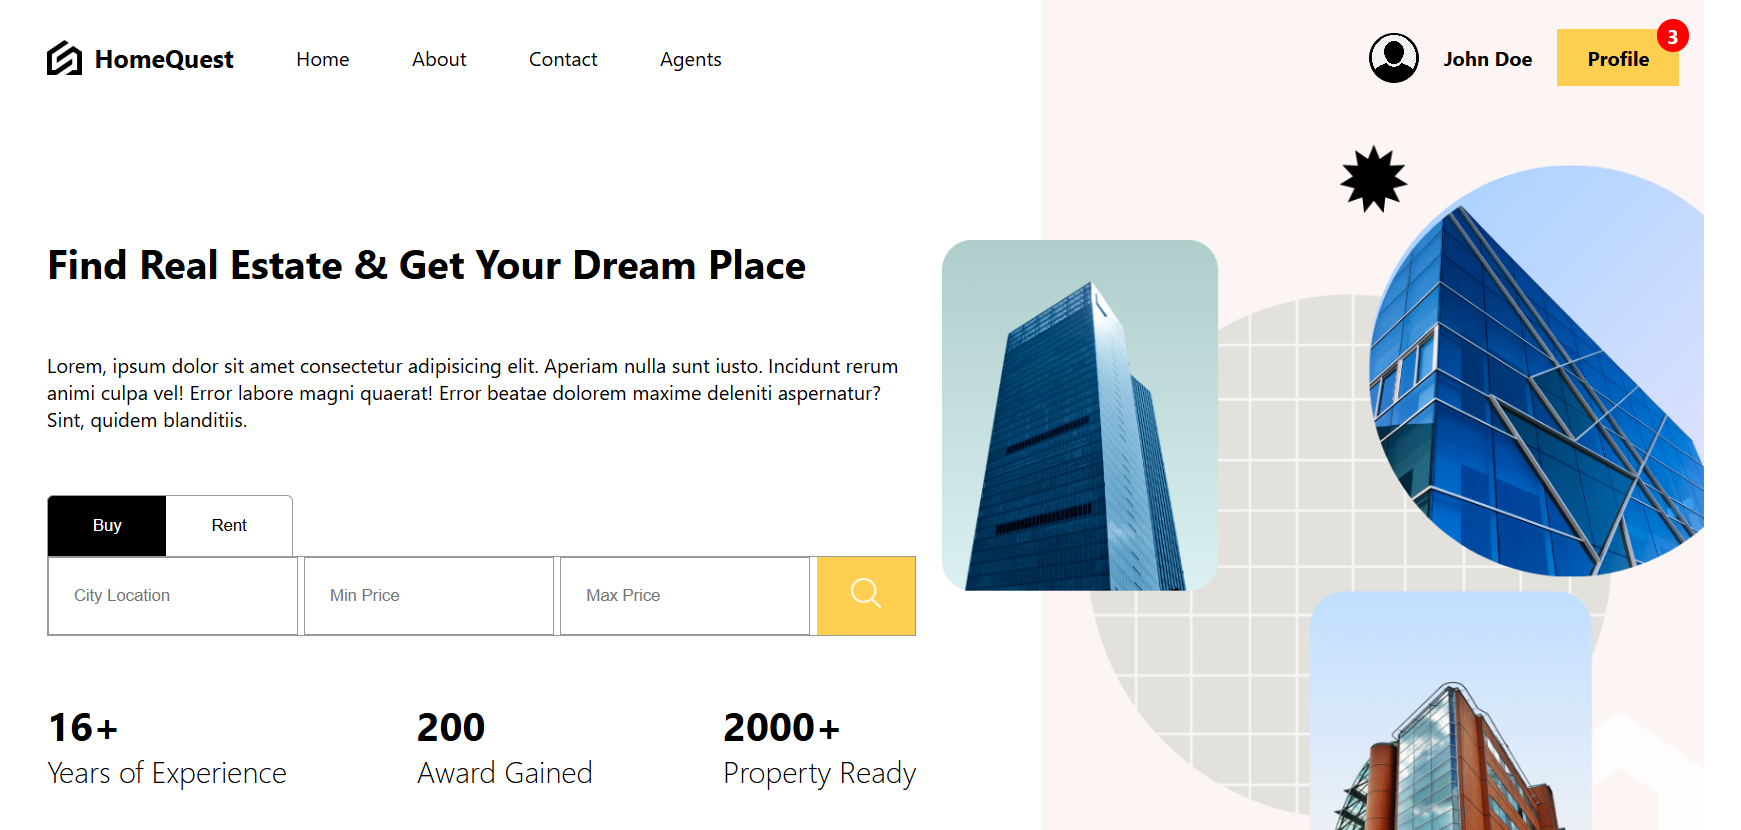 HomeQuest
Home
About
Contact
Agents
John Doe
Profile
3
Find Real Estate & Get Your Dream Place
Lorem, ipsum dolor sit amet consectetur adipisicing elit. Aperiam nulla sunt iusto. Incidunt rerum
animi culpa vel! Error labore magni quaerat! Error beatae dolorem maxime deleniti aspernatur?
Sint, quidem blanditiis.
Buy
Rent
City Location
Min Price
Max Price
16+
Years of Experience
200
Award Gained
2000+
Property Ready